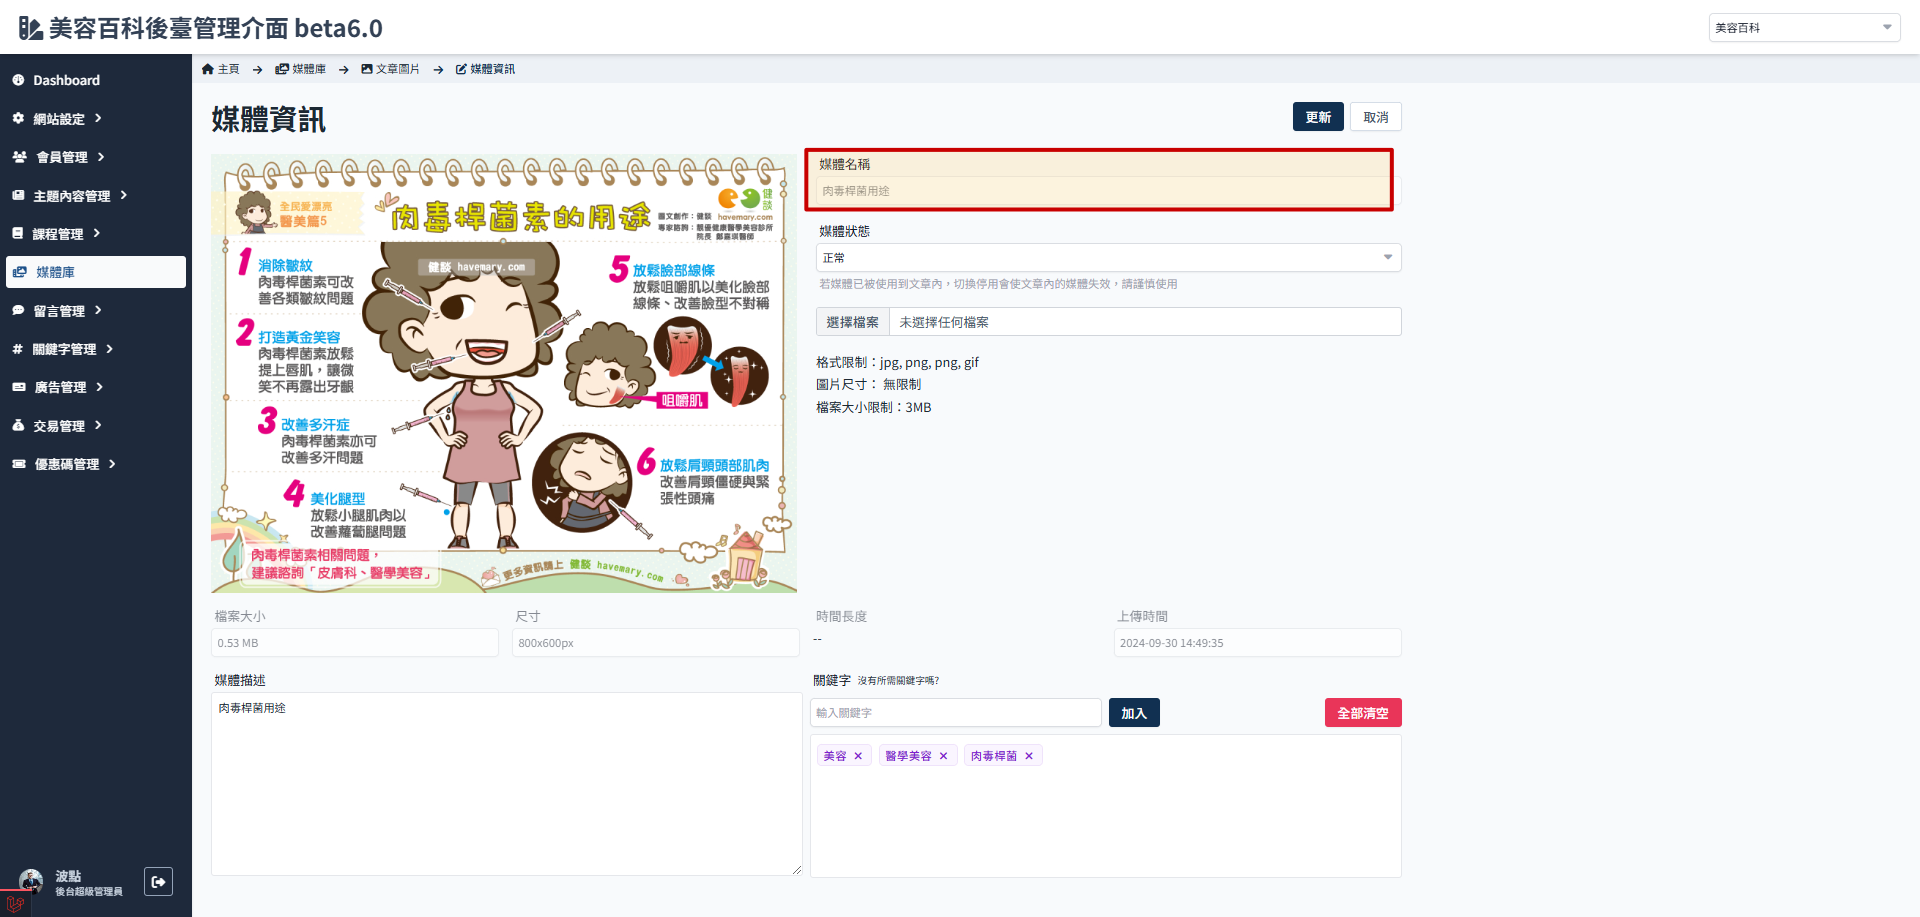 美容百科後臺管理介面 beta6.0
美容百科
Dashboard
網站設定
會員管理
主題內容管理
課程管理
媒體庫
留言管理
關鍵字管理
廣告管理
交易管理
優惠碼管理
波點
後台超級管理員
主頁 → 媒體庫 → 文章圖片 → 媒體資訊
媒體資訊
更新
取消
全民愛漂亮
醫美篇5
肉毒桿菌素的用途
圖文創作：健談 havemary.com
專家諮詢：靚優健康醫學美容診所
院長 鄭嘉琪醫師
健談
havemary.com
健談 havemary.com
1 消除皺紋
肉毒桿菌素可改
善各類皺紋問題
2 打造黃金笑容
肉毒桿菌素放鬆
提上唇肌，讓微
笑不再露出牙齦
3 改善多汗症
肉毒桿菌素亦可
改善多汗問題
4 美化腿型
放鬆小腿肌肉以
改善蘿蔔腿問題
5 放鬆臉部線條
放鬆咀嚼肌以美化臉部
線條、改善臉型不對稱
咀嚼肌
6 放鬆肩頸頭部肌肉
改善肩頸僵硬與緊
張性頭痛
肉毒桿菌素相關問題，
建議諮詢「皮膚科、醫學美容」
更多資訊請上 健談 havemary.com
媒體名稱
肉毒桿菌用途
媒體狀態
正常
若媒體已被使用到文章內，切換停用會使文章內的媒體失效，請謹慎使用
選擇檔案 未選擇任何檔案
格式限制：jpg, png, png, gif
圖片尺寸： 無限制
檔案大小限制：3MB
檔案大小
0.53 MB
尺寸
800x600px
時間長度
--
上傳時間
2024-09-30 14:49:35
媒體描述
肉毒桿菌用途
關鍵字 沒有所需關鍵字嗎?
輸入關鍵字
加入
全部清空
美容 ×
醫學美容 ×
肉毒桿菌 ×